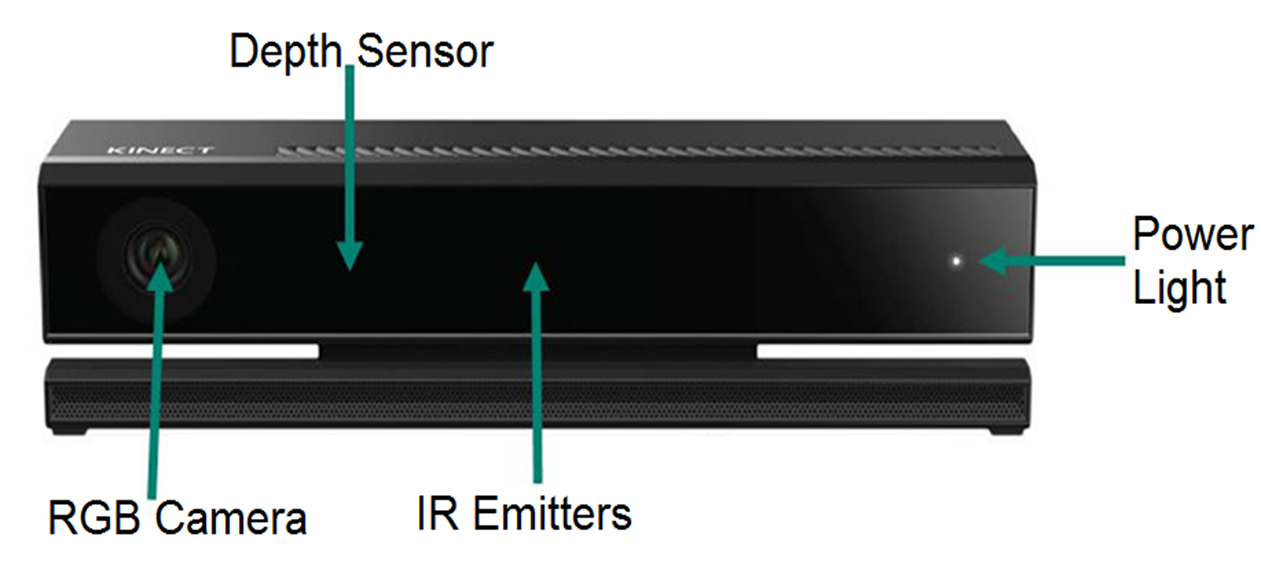 Depth Sensor
KINECT
Power
Light
RGB Camera
IR Emitters